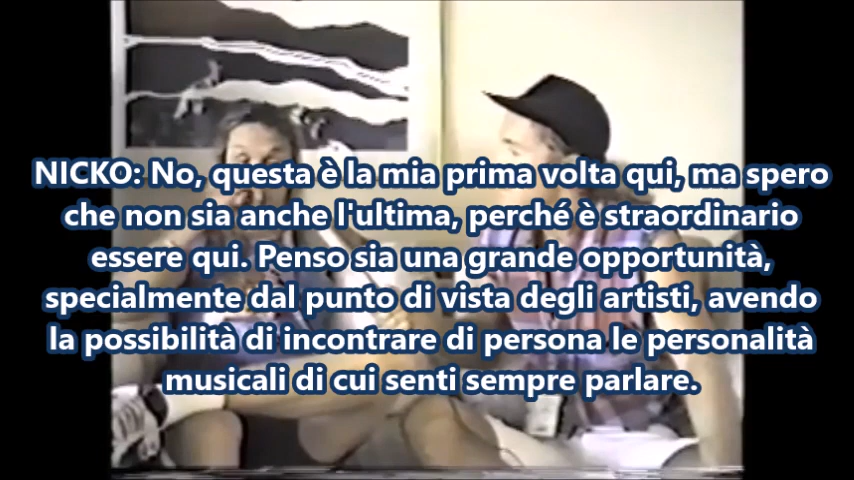 NICKO: No, questa è la mia prima volta qui, ma spero
che non sia anche l'ultima, perché è straordinario
essere qui. Penso sia una grande opportunità,
specialmente dal punto di vista degli artisti, avendo
la possibilità di incontrare di persona le personalità
musicali di cui senti sempre parlare.